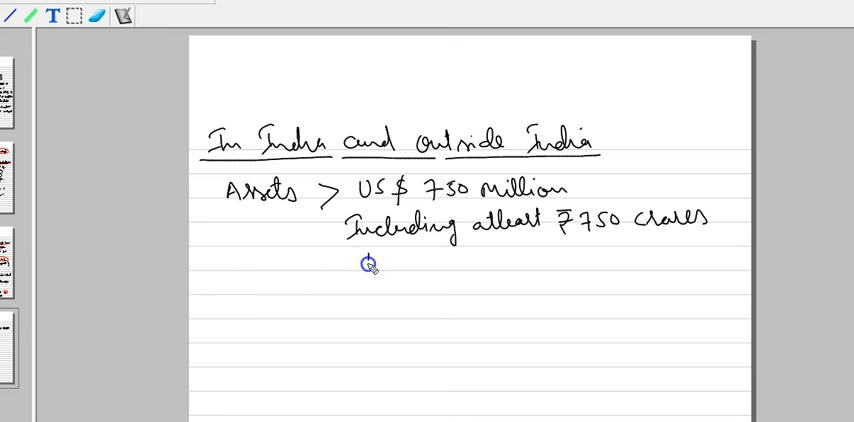 In India and outside India
Assets > US $ 750 Million
Including atleast ₹ 750 crores